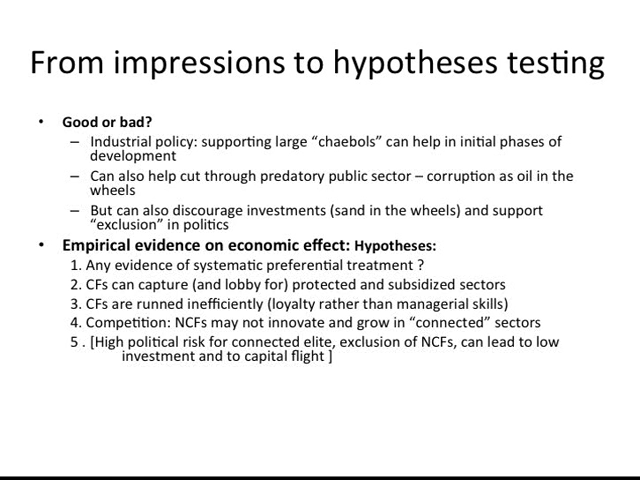 From impressions to hypotheses testing
• Good or bad?
– Industrial policy: supporting large “chaebols” can help in initial phases of
development
– Can also help cut through predatory public sector – corruption as oil in the
wheels
– But can also discourage investments (sand in the wheels) and support
“exclusion” in politics
• Empirical evidence on economic effect: Hypotheses:
1. Any evidence of systematic preferential treatment ?
2. CFs can capture (and lobby for) protected and subsidized sectors
3. CFs are runned inefficiently (loyalty rather than managerial skills)
4. Competition: NCFs may not innovate and grow in “connected” sectors
5 . [High political risk for connected elite, exclusion of NCFs, can lead to low
investment and to capital flight ]